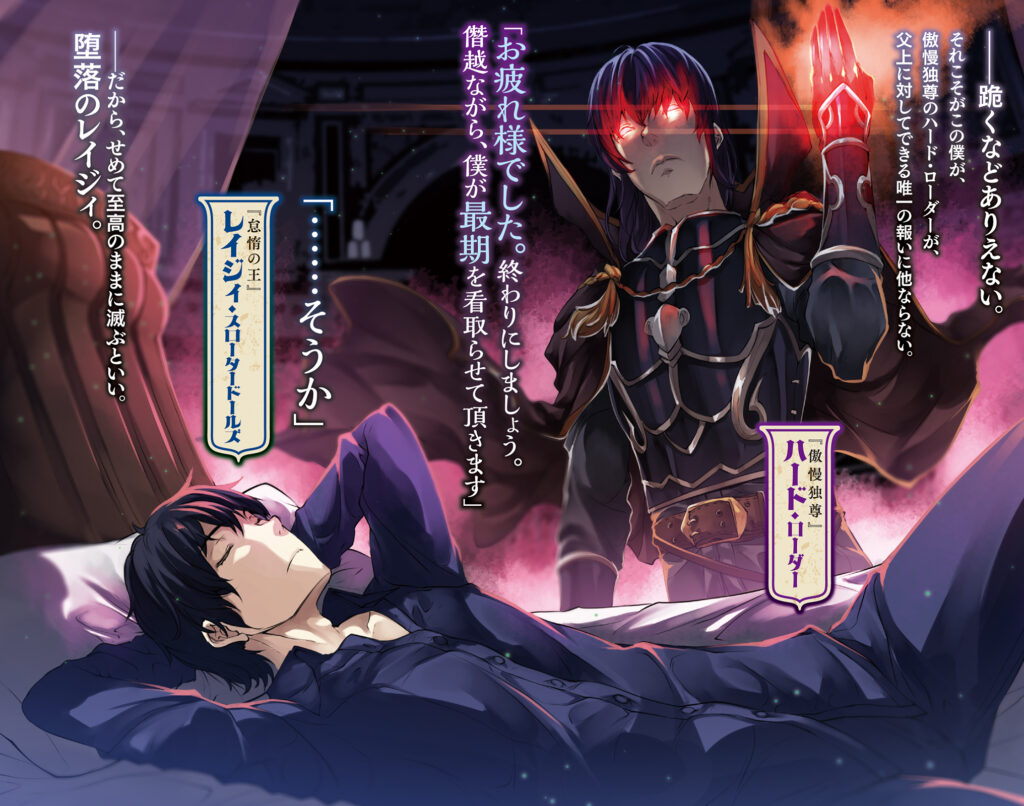 ――跪くなどありえない。
それこそがこの僕が、
傲慢独尊のハード・ローダーが、
父上に対してできる唯一の報いに他ならない。
「お疲れ様でした。終わりにしましょう。
僭越ながら、僕が最期を看取らせて頂きます」
『傲慢独尊』
ハード・ローダー
「……そうか」
『怠惰の王』
レイジィ・スロータードールズ
――だから、せめて至高のままに滅ぶといい。
堕落のレイジィ。